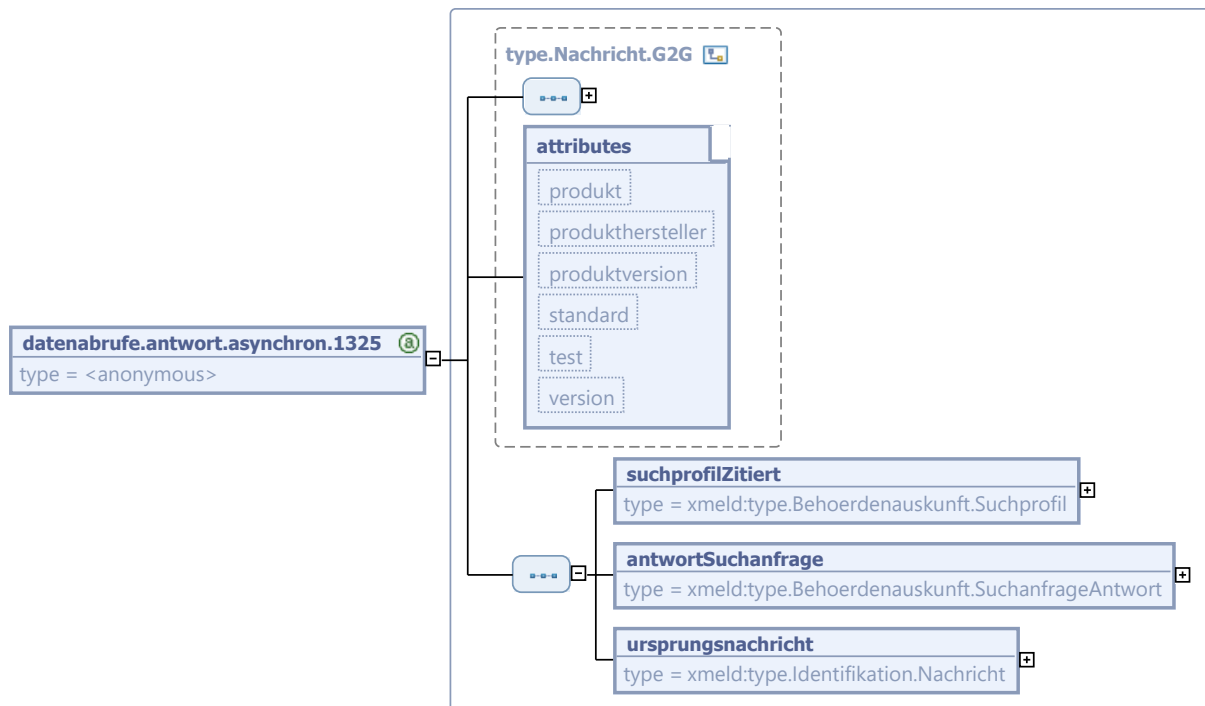 type.Nachricht.G2G
attributes
produkt
produkthersteller
produktversion
standard
test
version
datenabrufe.antwort.asynchron.1325 a
type = <anonymous>
suchprofilZitiert
type = xmeld:type.Behoerdenauskunft.Suchprofil
antwortSuchanfrage
type = xmeld:type.Behoerdenauskunft.SuchanfrageAntwort
ursprungsnachricht
type = xmeld:type.Identifikation.Nachricht